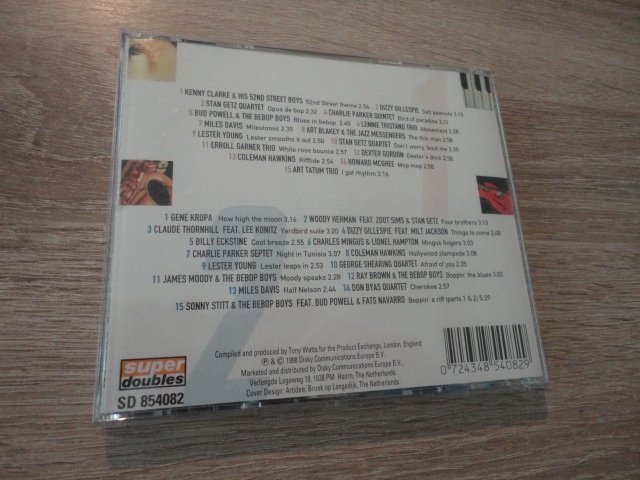 1 KENNY CLARKE & HIS 52ND STREET BOYS 52nd Street theme 2.54 2 DIZZY GILLESPIE Salt peanuts 3.15
3 STAN GETZ QUARTET Opus de bop 2.32 4 CHARLIE PARKER QUINTET Bird of paradise 3.10
5 BUD POWELL & THE BEBOP BOYS Blues in bebop 2.45 6 LENNIE TRISTANO TRIO Atonement 2.28
7 MILES DAVIS Milestones 2.35 8 ART BLAKEY & THE JAZZ MESSENGERS The thin man 2.58
9 LESTER YOUNG Lester smooths it out 2.50 10 STAN GETZ QUARTET Don't worry 'bout me 2.35
11 ERROLL GARNER TRIO White rose bounce 2.57 12 DEXTER GORDON Dexter's deck 2.58
13 COLEMAN HAWKINS Rifftide 2.54 14 HOWARD MCGHEE Mop mop 2.58
15 ART TATUM TRIO I got rhythm 2.16
1 GENE KRUPA How high the moon 3.16 2 WOODY HERMAN FEAT. ZOOT SIMS & STAN GETZ Four brothers 3.13
3 CLAUDE THORNHILL FEAT. LEE KONITZ Yardbird suite 3.20 4 DIZZY GILLESPIE FEAT. MILT JACKSON Things to come 2.48
5 BILLY ECKSTINE Cool breeze 2.55 6 CHARLES MINGUS & LIONEL HAMPTON Mingus fingers 3.03
7 CHARLIE PARKER SEPTET Night in Tunisia 3.07 8 COLEMAN HAWKINS Hollywood stampede 3.08
9 LESTER YOUNG Lester leaps in 2.53 10 GEORGE SHEARING QUARTET Afraid of you 2.35
11 JAMES MOODY & THE BEBOP BOYS Moody speaks 2.28 12 RAY BROWN & THE BEBOP BOYS Boppin' the blues 3.03
13 MILES DAVIS Half Nelson 2.44 14 DON BYAS QUARTET Cherokee 2.57
15 SONNY STITT & THE BEBOP BOYS FEAT. BUD POWELL & FATS NAVARRO Boppin' a riff (parts 1 & 2) 5.39
1
2
Compiled and produced by Tony Watts for the Product Exchange, London, England.
℗ & © 1998 Disky Communications Europe B.V.
Marketed and distributed by Disky Communications Europe B.V.,
Verlengde Lageweg 19, 1628 PM Hoorn, The Netherlands.
Cover Design: Artidee, Broek op Langedijk, The Netherlands.
super
doubles
SD 854082
0 724348 540829